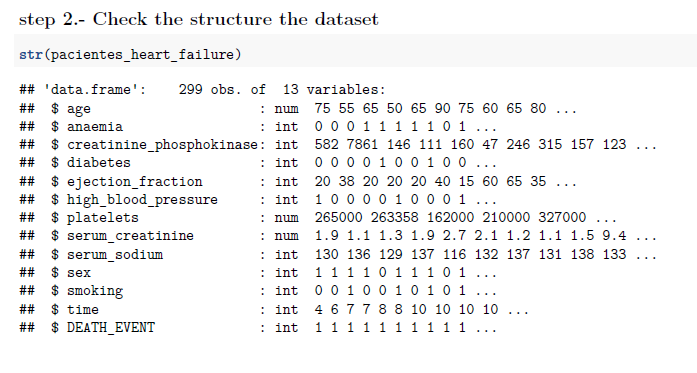 step 2.- Check the structure the dataset
str(pacientes_heart_failure)
## 'data.frame':    299 obs. of  13 variables:
##  $ age                     : num  75 55 65 50 65 90 75 60 65 80 ...
##  $ anaemia                 : int  0 0 0 1 1 1 1 1 0 1 ...
##  $ creatinine_phosphokinase: int  582 7861 146 111 160 47 246 315 157 123 ...
##  $ diabetes                : int  0 0 0 0 1 0 0 1 0 0 ...
##  $ ejection_fraction       : int  20 38 20 20 20 40 15 60 65 35 ...
##  $ high_blood_pressure     : int  1 0 0 0 0 1 0 0 0 1 ...
##  $ platelets               : num  265000 263358 162000 210000 327000 ...
##  $ serum_creatinine        : num  1.9 1.1 1.3 1.9 2.7 2.1 1.2 1.1 1.5 9.4 ...
##  $ serum_sodium            : int  130 136 129 137 116 132 137 131 138 133 ...
##  $ sex                     : int  1 1 1 1 0 1 1 1 0 1 ...
##  $ smoking                 : int  0 0 1 0 0 1 0 1 0 1 ...
##  $ time                    : int  4 6 7 7 8 8 10 10 10 10 ...
##  $ DEATH_EVENT             : int  1 1 1 1 1 1 1 1 1 1 ...